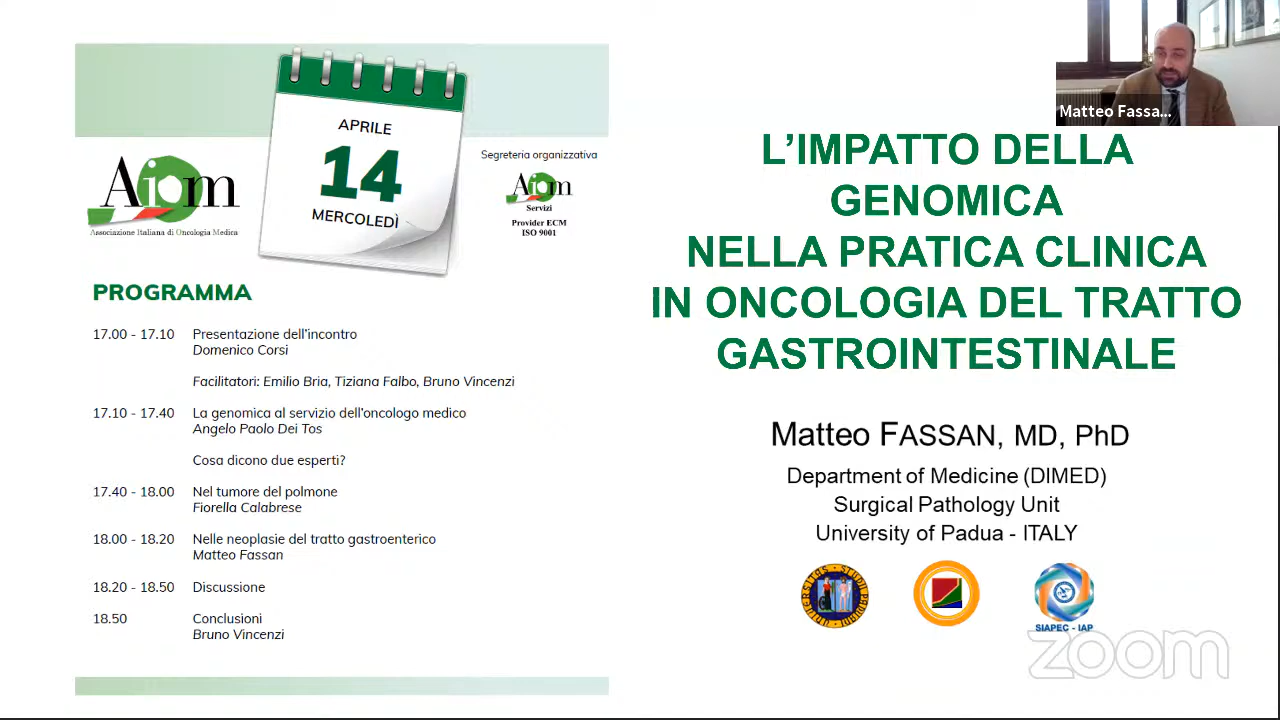 APRILE
14
MERCOLEDÌ
Aiom
Associazione Italiana di Oncologia Medica
Segreteria organizzativa
Aiom
Servizi
Provider ECM
ISO 9001
PROGRAMMA
17.00 - 17.10 Presentazione dell'incontro
Domenico Corsi
Facilitatori: Emilio Bria, Tiziana Falbo, Bruno Vincenzi
17.10 - 17.40 La genomica al servizio dell'oncologo medico
Angelo Paolo Dei Tos
Cosa dicono due esperti?
17.40 - 18.00 Nel tumore del polmone
Fiorella Calabrese
18.00 - 18.20 Nelle neoplasie del tratto gastroenterico
Matteo Fassan
18.20 - 18.50 Discussione
18.50 Conclusioni
Bruno Vincenzi
Matteo Fassa...
L'IMPATTO DELLA
GENOMICA
NELLA PRATICA CLINICA
IN ONCOLOGIA DEL TRATTO
GASTROINTESTINALE
Matteo FASSAN, MD, PhD
Department of Medicine (DIMED)
Surgical Pathology Unit
University of Padua - ITALY
SIAPEC - IAP
zoom